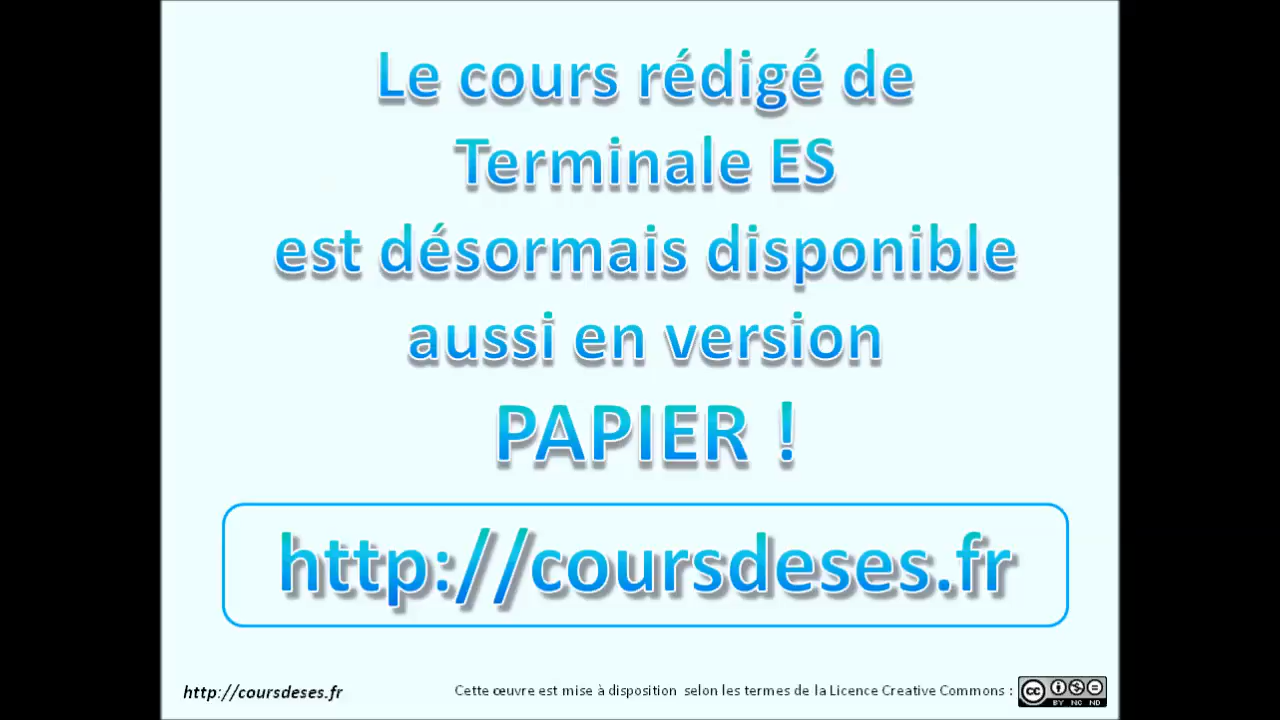 Le cours rédigé de
Terminale ES
est désormais disponible
aussi en version
PAPIER !
http://coursdeses.fr
http://coursdeses.fr
Cette œuvre est mise à disposition selon les termes de la Licence Creative Commons :
cc
BY NC ND